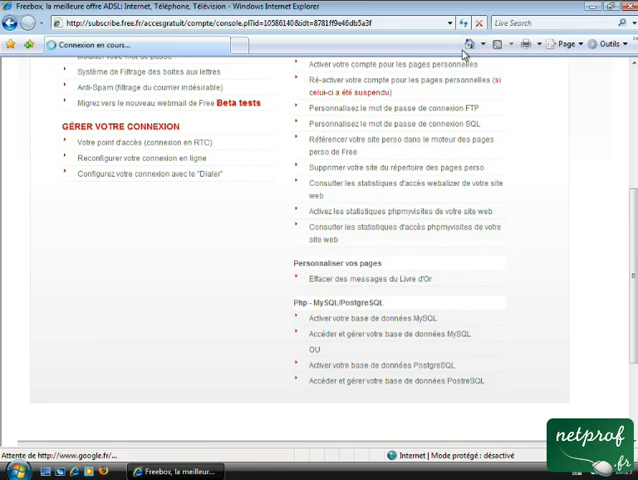 Freebox, la meilleure offre ADSL: Internet, Téléphone, Télévision - Windows Internet Explorer
http://subscribe.free.fr/accesgratuit/compte/console.pl?id=10586140&idt=8781ff9e46db5a3f
Live Search
Connexion en cours...
Page
Outils
Activer votre compte pour les pages personnelles
Système de Filtrage des boites aux lettres
Anti-Spam (filtrage du courrier indésirable)
Migrez vers le nouveau webmail de Free Beta tests
GÉRER VOTRE CONNEXION
Votre point d'accès (connexion en RTC)
Reconfigurer votre connexion en ligne
Configurez votre connexion avec le "Dialer"
Ré-activer votre compte pour les pages personnelles (si
celui-ci a été suspendu)
Personnalisez le mot de passe de connexion FTP
Personnalisez le mot de passe de connexion SQL
Référencer votre site perso dans le moteur des pages
perso de Free
Supprimer votre site du répertoire des pages perso
Consulter les statistiques d'accès webalizer de votre site
web
Activez les statistiques phpmyvisites de votre site web
Consulter les statistiques d'accès phpmyvisites de votre
site web
Personnaliser vos pages
Effacer des messages du Livre d'Or
Php - MySQL/PostgreSQL
Activer votre base de données MySQL
Accéder et gérer votre base de données MySQL
OU
Activer votre base de données PostgreSQL
Accéder et gérer votre base de données PostreSQL
Attente de http://www.google.fr/...
Internet | Mode protégé : désactivé
Freebox, la meilleur...
netprof
.fr